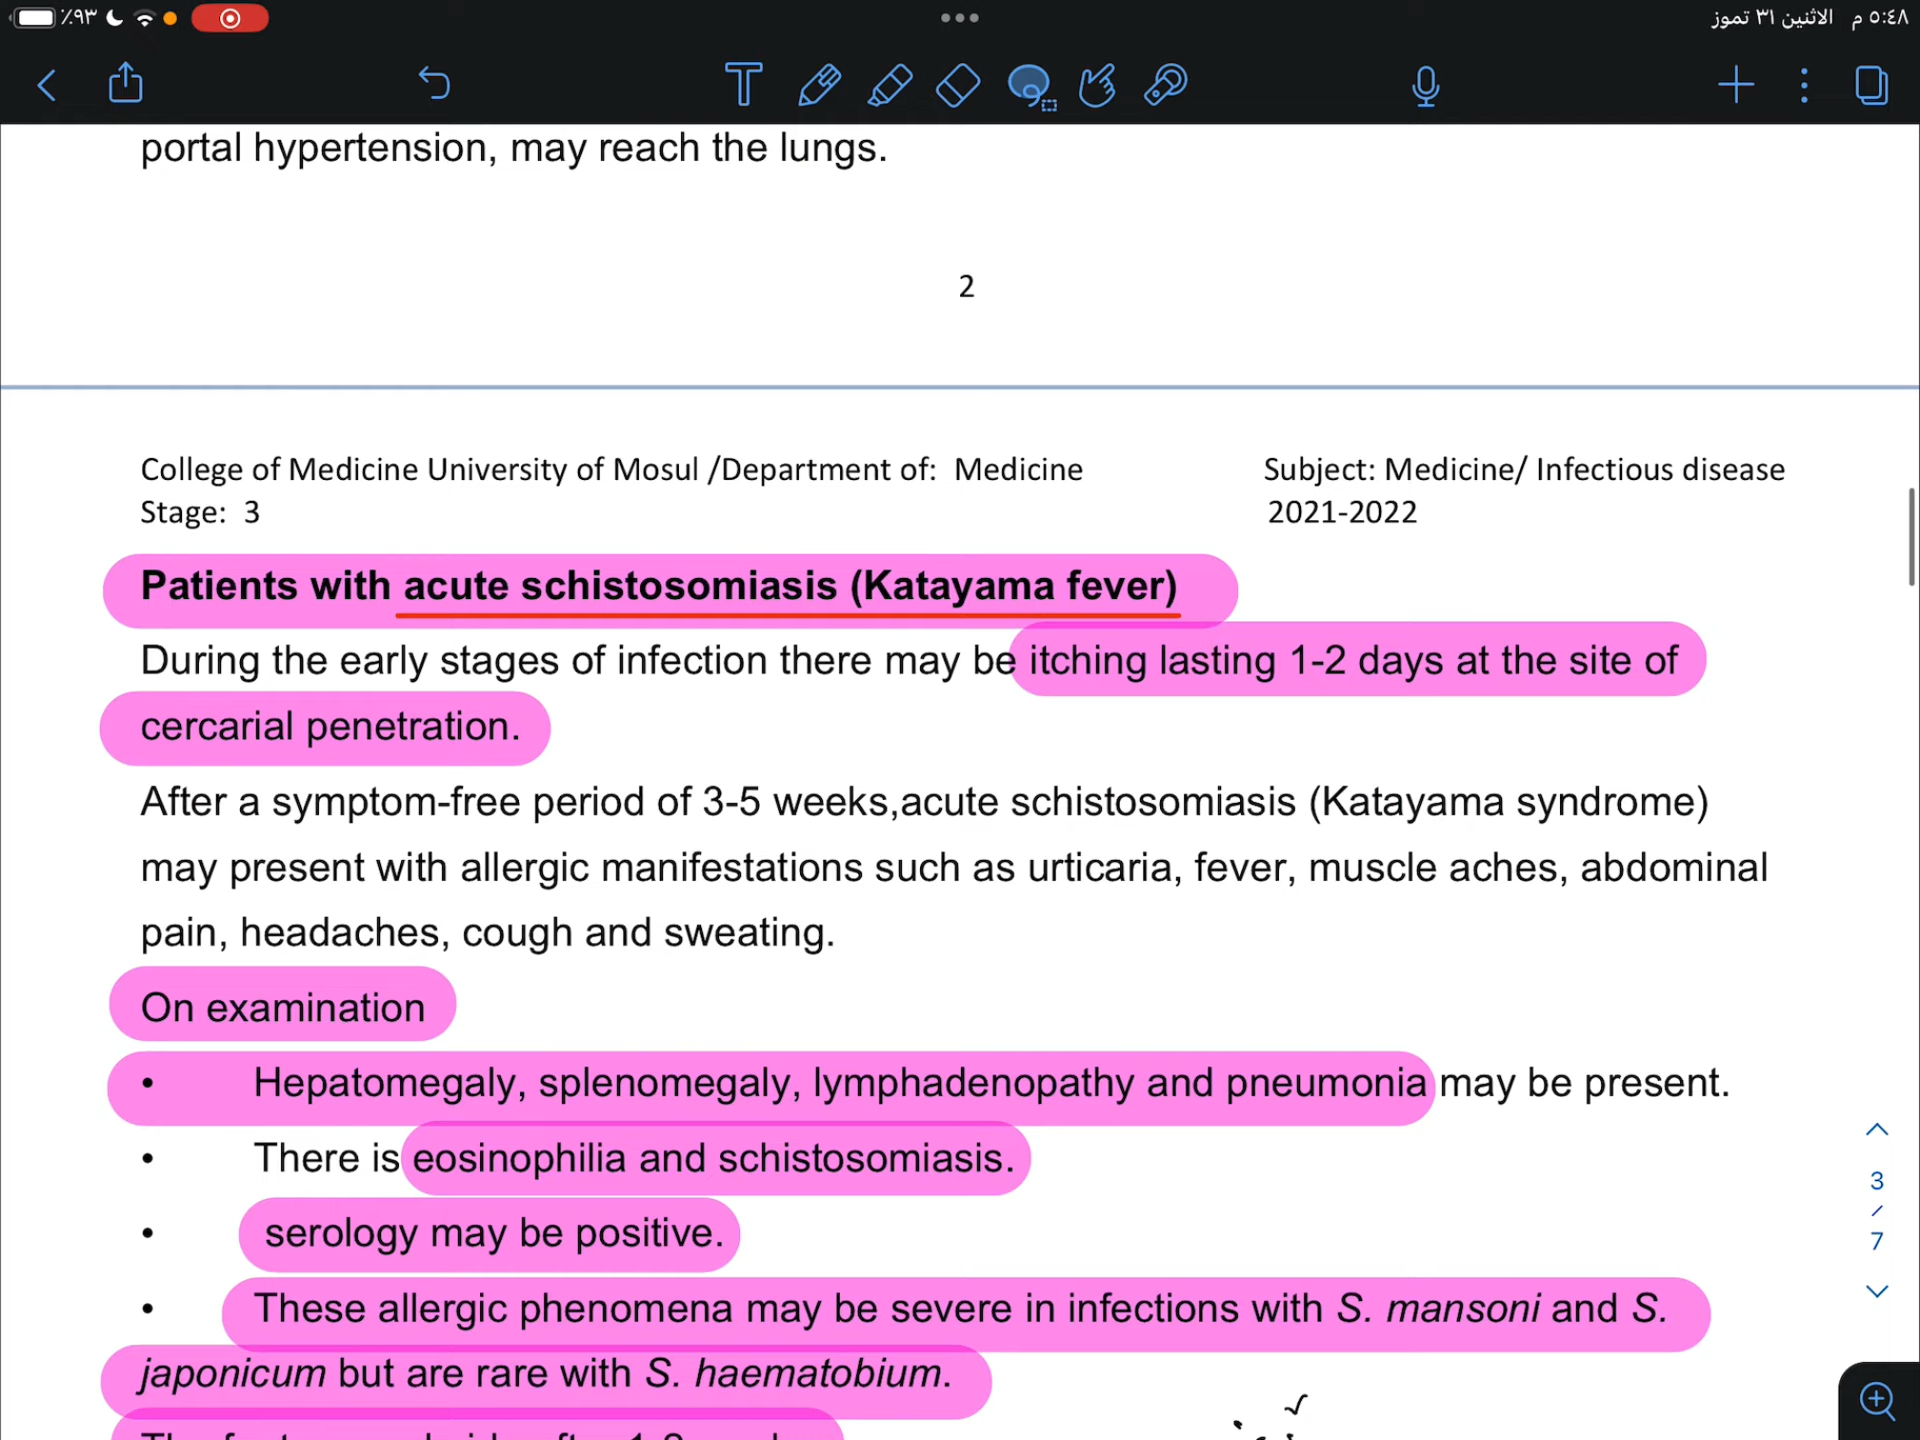 ٪٩٣
الاثنين ٣١ تموز ٥:٤٨ م
portal hypertension, may reach the lungs.
2
College of Medicine University of Mosul /Department of: Medicine Subject: Medicine/ Infectious disease
Stage: 3 2021-2022
Patients with acute schistosomiasis (Katayama fever)
During the early stages of infection there may be itching lasting 1-2 days at the site of
cercarial penetration.
After a symptom-free period of 3-5 weeks,acute schistosomiasis (Katayama syndrome)
may present with allergic manifestations such as urticaria, fever, muscle aches, abdominal
pain, headaches, cough and sweating.
On examination
• Hepatomegaly, splenomegaly, lymphadenopathy and pneumonia may be present.
• There is eosinophilia and schistosomiasis.
• serology may be positive.
• These allergic phenomena may be severe in infections with S. mansoni and S.
japonicum but are rare with S. haematobium.
3
/
7